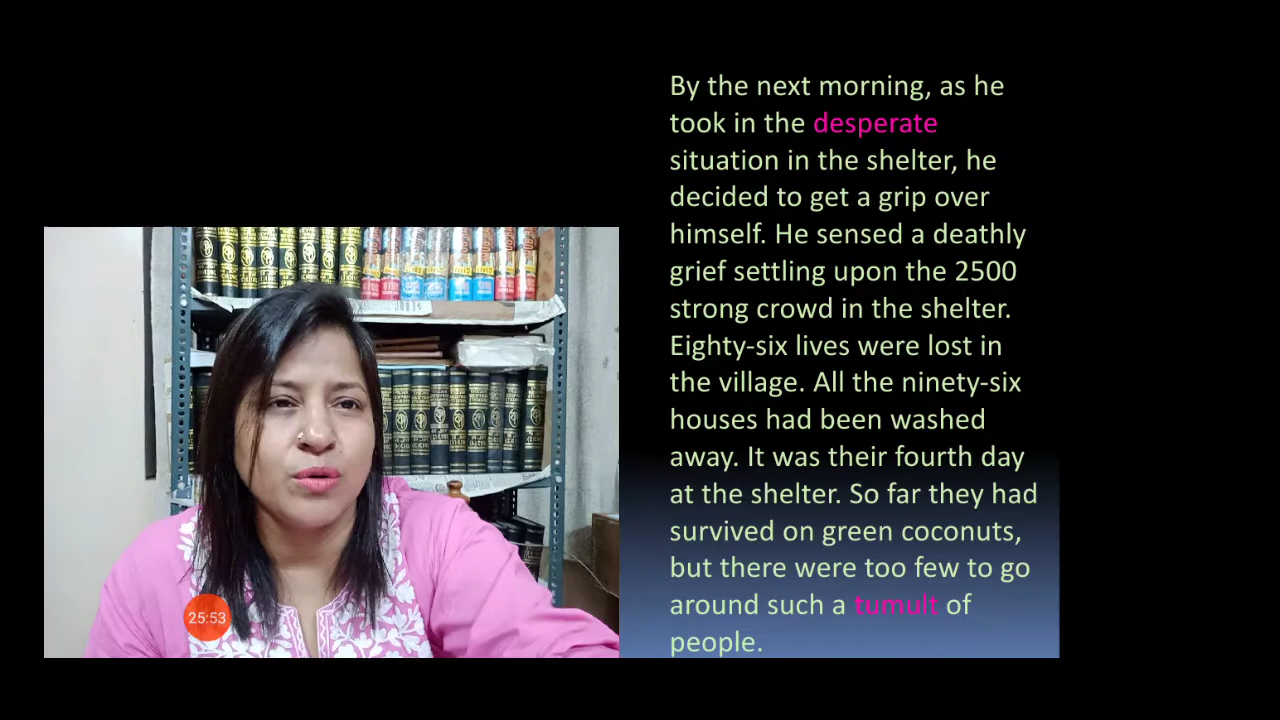 By the next morning, as he
took in the desperate
situation in the shelter, he
decided to get a grip over
himself. He sensed a deathly
grief settling upon the 2500
strong crowd in the shelter.
Eighty-six lives were lost in
the village. All the ninety-six
houses had been washed
away. It was their fourth day
at the shelter. So far they had
survived on green coconuts,
but there were too few to go
around such a tumult of
people.
25:53